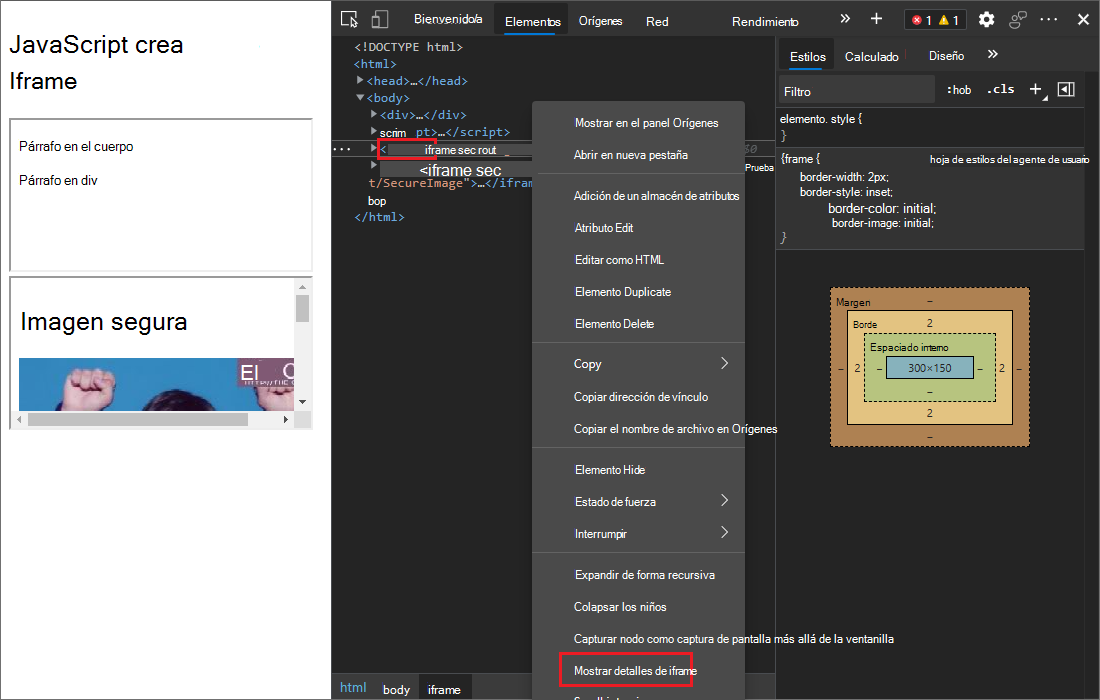 JavaScript crea
Iframe
Párrafo en el cuerpo
Párrafo en div
Imagen segura
El
Bienvenido/a
Elementos
Orígenes
Red
Rendimiento
1
1
<!DOCTYPE html>
<html>
<head>…</head>
<body>
<div>…</div>
scrim pt>…</script>
< iframe sec rout
$0
<iframe sec
Prueba
t/SecureImage">…</ifram
bop
</html>
Mostrar en el panel Orígenes
Abrir en nueva pestaña
Adición de un almacén de atributos
Atributo Edit
Editar como HTML
Elemento Duplicate
Elemento Delete
Copy
Copiar dirección de vínculo
Copiar el nombre de archivo en Orígenes
Elemento Hide
Estado de fuerza
Interrumpir
Expandir de forma recursiva
Colapsar los niños
Capturar nodo como captura de pantalla más allá de la ventanilla
Mostrar detalles de iframe
html
body
iframe
Estilos
Calculado
Diseño
Filtro
:hob
.cls
elemento. style {
}
{frame {
hoja de estilos del agente de usuario
border-width: 2px;
border-style: inset;
border-color: initial;
border-image: initial;
}
Margen
–
Borde
2
Espaciado interno
– 2 – 300×150 – 2 –
–
2
–